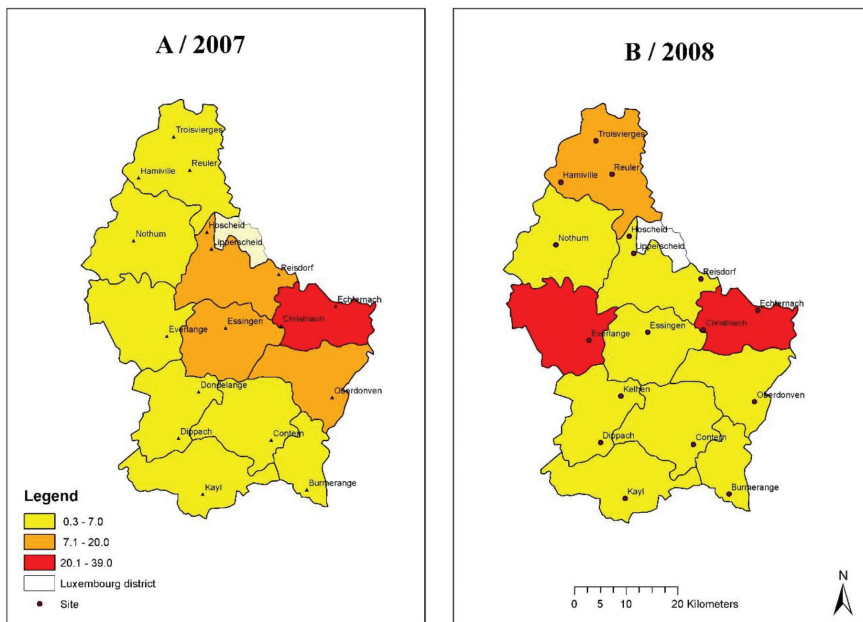 A / 2007
Troisvierges
Reuler
Hamiville
Nothum
Hoscheid
Lipperscheid
Reisdorf
Echternach
Christnach
Everlange
Essingen
Donnelange
Oberdonven
Dippach
Contern
Kayl
Burmerange
Legend
0.3 - 7.0
7.1 - 20.0
20.1 - 39.0
Luxembourg district
Site
B / 2008
Troisvierges
Reuler
Hamiville
Nothum
Hoscheid
Lipperscheid
Reisdorf
Echternach
Christnach
Everlange
Essingen
Kelhen
Oberdonven
Dippach
Contern
Kayl
Burmerange
0 5 10 20 Kilometers
N